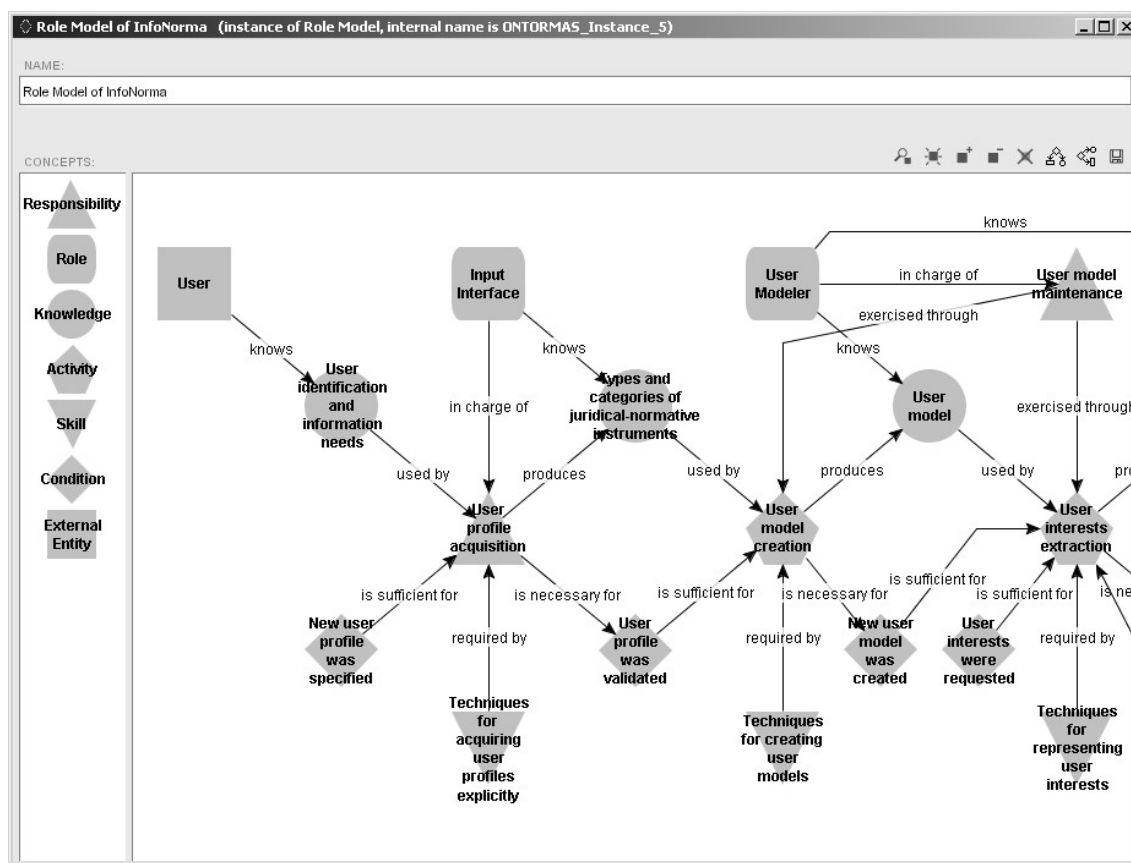 Role Model of InfoNorma (instance of Role Model, internal name is ONTORMAS_Instance_5)
NAME:
Role Model of InfoNorma
CONCEPTS:
Responsibility
Role
Knowledge
Activity
Skill
Condition
External
Entity
knows
User
Input
Interface
User
Modeler
in charge of
User model
maintenance
exercised through
knows
knows
knows
User
identification
and
information
needs
Types and
categories of
juridical-normative
instruments
User
model
in charge of
exercised through
used by
produces
used by
produces
used by
User
profile
acquisition
User
model
creation
User
interests
extraction
is sufficient for
is necessary for
is sufficient for
is necessary for
is sufficient for
is sufficient for
New user
profile
was
specified
required by
User
profile was
validated
required by
New user
model
was
created
User
interests
were
requested
required by
Techniques
for
acquiring
user
profiles
explicitly
Techniques
for creating
user
models
Techniques
for
representing
user
interests